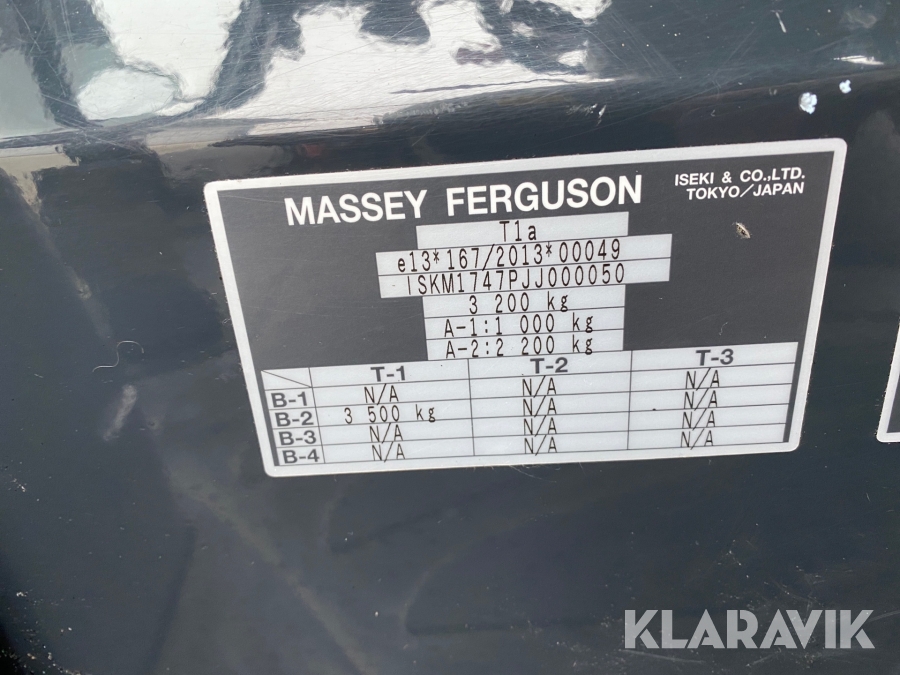 MASSEY FERGUSON
ISEKI & CO.,LTD.
TOKYO/JAPAN
T1a
e13*167/2013*00049
ISKM1747PJJ000050
3 200 kg
A-1:1 000 kg
A-2:2 200 kg
T-1 T-2 T-3
B-1 N/A N/A N/A
B-2 3 500 kg N/A N/A
B-3 N/A N/A N/A
B-4 N/A N/A N/A
KLARAVIK